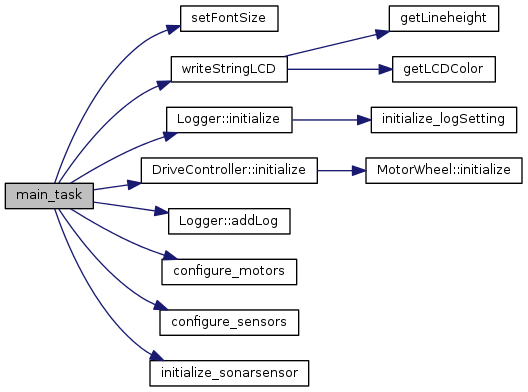 setFontSize
getLineheight
writeStringLCD
getLCDColor
Logger::initialize
initialize_logSetting
DriveController::initialize
MotorWheel::initialize
main_task
Logger::addLog
configure_motors
configure_sensors
initialize_sonarsensor